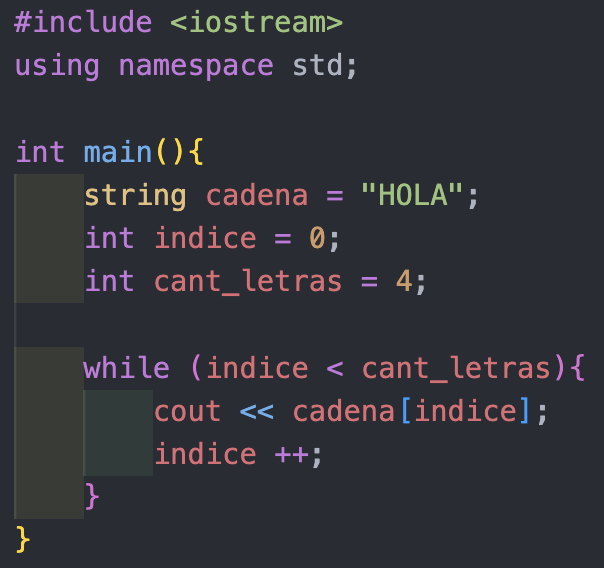 #include <iostream>
using namespace std;
int main(){
string cadena = "HOLA";
int indice = 0;
int cant_letras = 4;
while (indice < cant_letras){
cout << cadena[indice];
indice ++;
}
}